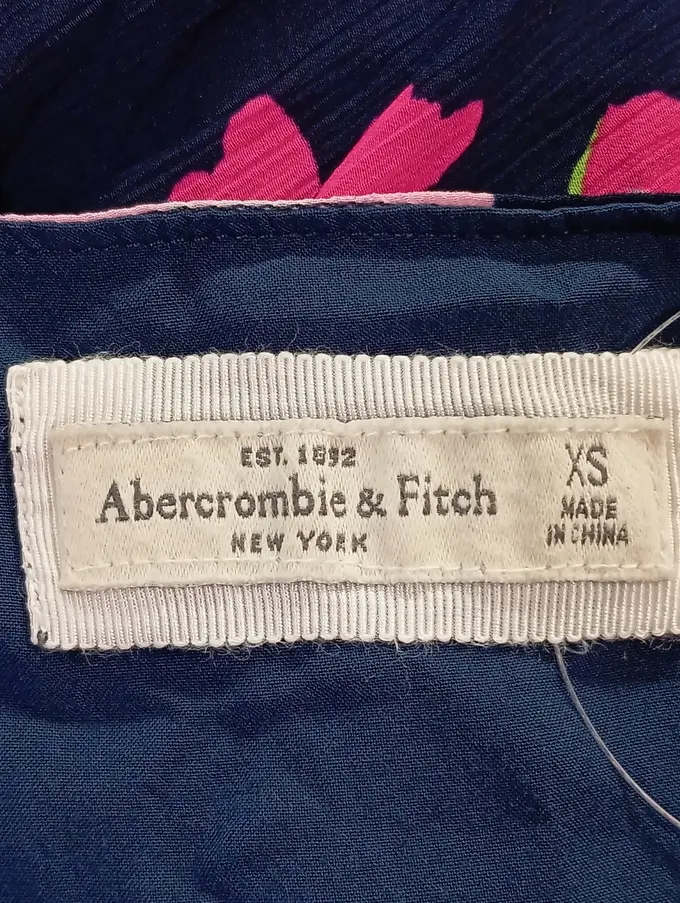 EST. 1892
Abercrombie & Fitch
NEW YORK
XS
MADE
IN CHINA